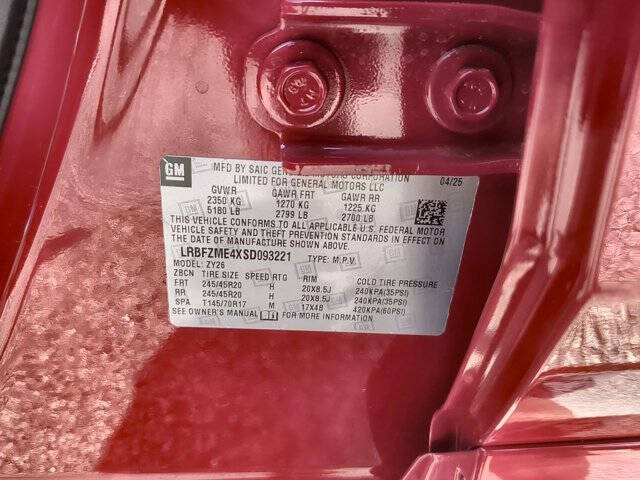 GM
MFD BY SAIC GENERAL MOTORS CORPORATION
LIMITED FOR GENERAL MOTORS LLC
04/25
GVWR GAWR FRT GAWR RR
2350 KG 1270 KG 1225 KG
5180 LB 2799 LB 2700 LB
THIS VEHICLE CONFORMS TO ALL APPLICABLE U.S. FEDERAL MOTOR
VEHICLE SAFETY AND THEFT PREVENTION STANDARDS IN EFFECT
ON THE DATE OF MANUFACTURE SHOWN ABOVE.
LRBFZME4XSD093221 TYPE: M.P.V.
MODEL: ZY26
ZBCN TIRE SIZE SPEED RTG RIM COLD TIRE PRESSURE
FRT 245/45R20 H 20X8.5J 240KPA(35PSI)
RR 245/45R20 H 20X8.5J 240KPA(35PSI)
SPA T145/70R17 M 17X4B 420KPA(60PSI)
SEE OWNER'S MANUAL FOR MORE INFORMATION.